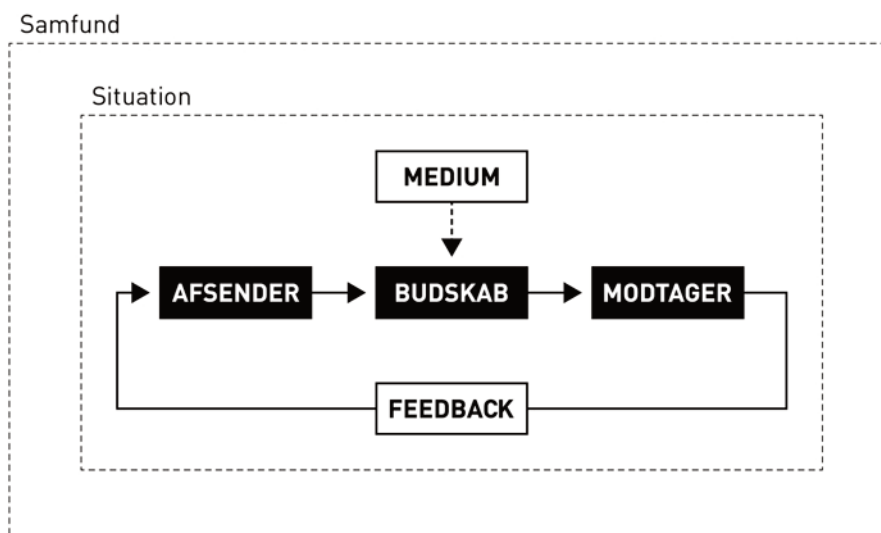 Samfund
Situation
MEDIUM
AFSENDER
BUDSKAB
MODTAGER
FEEDBACK